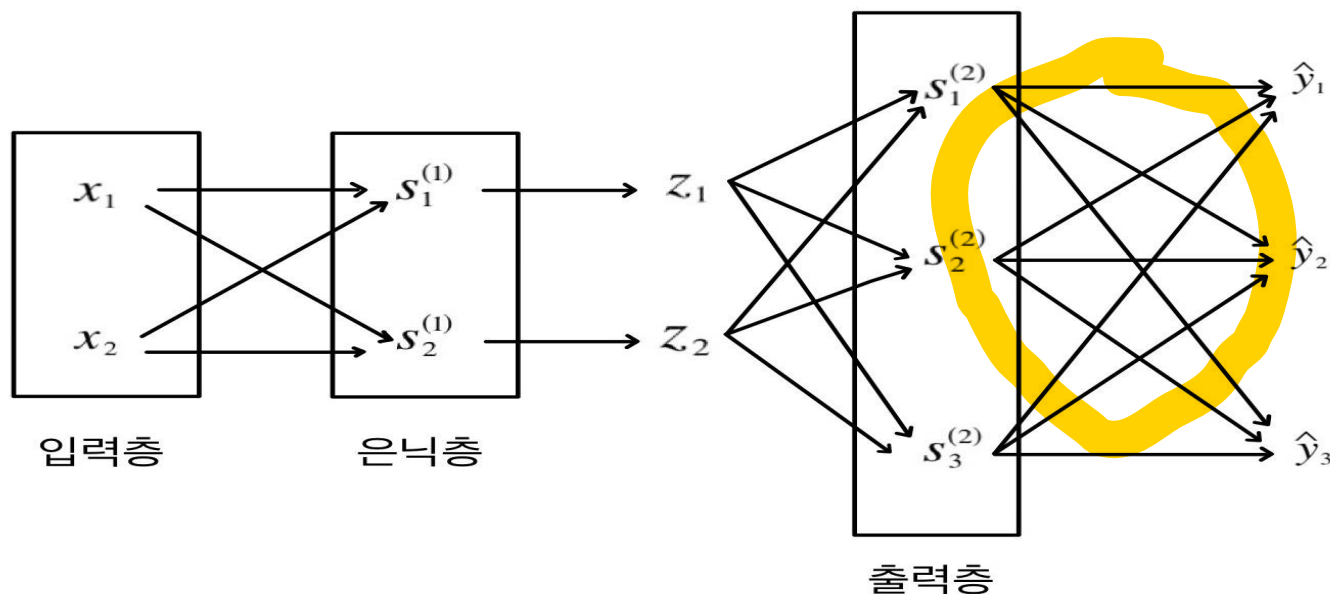 x₁
x₂
입력층
s₁⁽¹⁾
s₂⁽¹⁾
은닉층
z₁
z₂
s₁⁽²⁾
s₂⁽²⁾
s₃⁽²⁾
출력층
ŷ₁
ŷ₂
ŷ₃